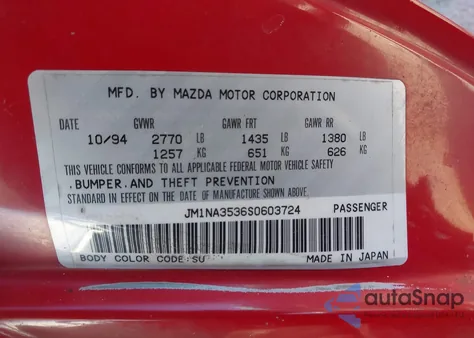 MFD. BY MAZDA MOTOR CORPORATION
DATE GVWR GAWR FRT GAWR RR
10/94 2770 LB 1435 LB 1380 LB
1257 KG 651 KG 626 KG
THIS VEHICLE CONFORMS TO ALL APPLICABLE FEDERAL MOTOR VEHICLE SAFETY
.BUMPER.AND THEFT PREVENTION
STANDARD IN EFFECT ON THE DATE OF MANUFACTURE SHOWN ABOVE.
JM1NA3536S0603724 PASSENGER
BODY COLOR CODE:SU MADE IN JAPAN
autoSnap